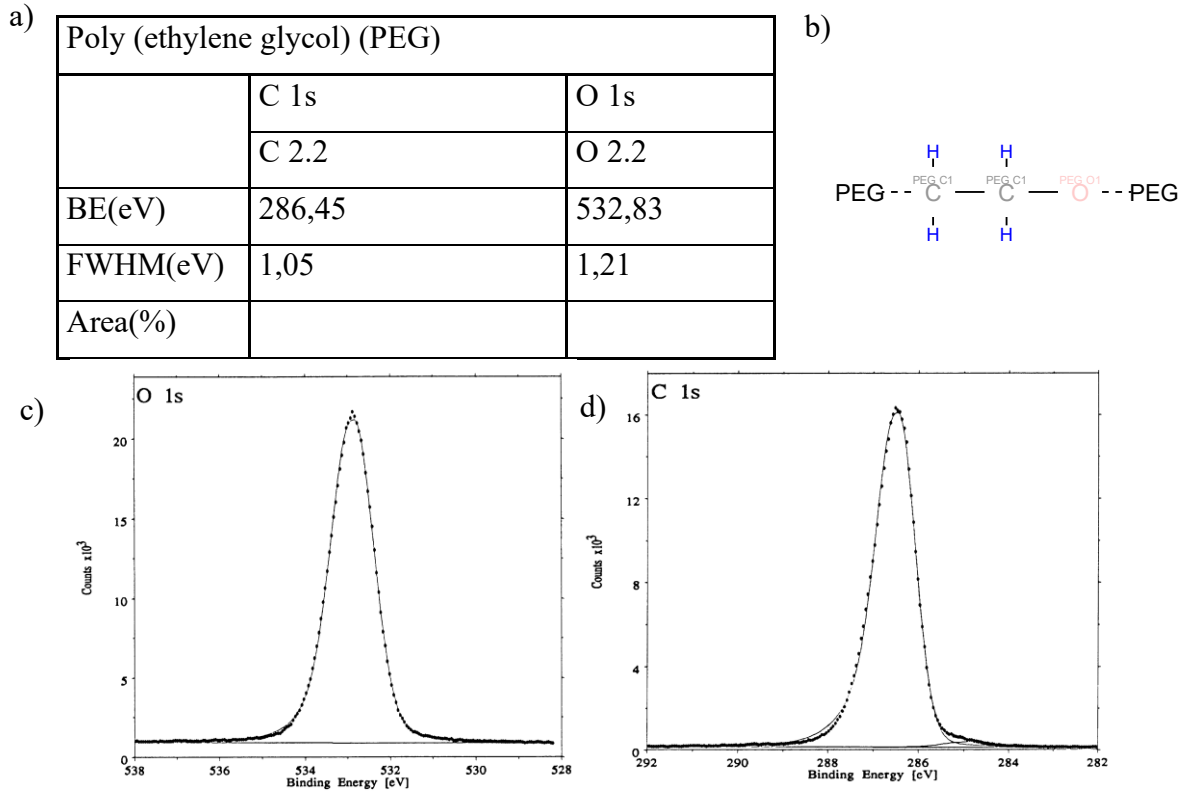 a)
Poly (ethylene glycol) (PEG)
C 1s O 1s
C 2.2 O 2.2
BE(eV) 286,45 532,83
FWHM(eV) 1,05 1,21
Area(%)
b)
H H
PEG C1 PEG C1 PEG O1
PEG C C O PEG
H H
c)
O 1s
20
15
10
5
0
Counts x10³
538 536 534 532 530 528
Binding Energy [eV]
d)
C 1s
16
12
8
4
0
Counts x10³
292 290 288 286 284 282
Binding Energy [eV]